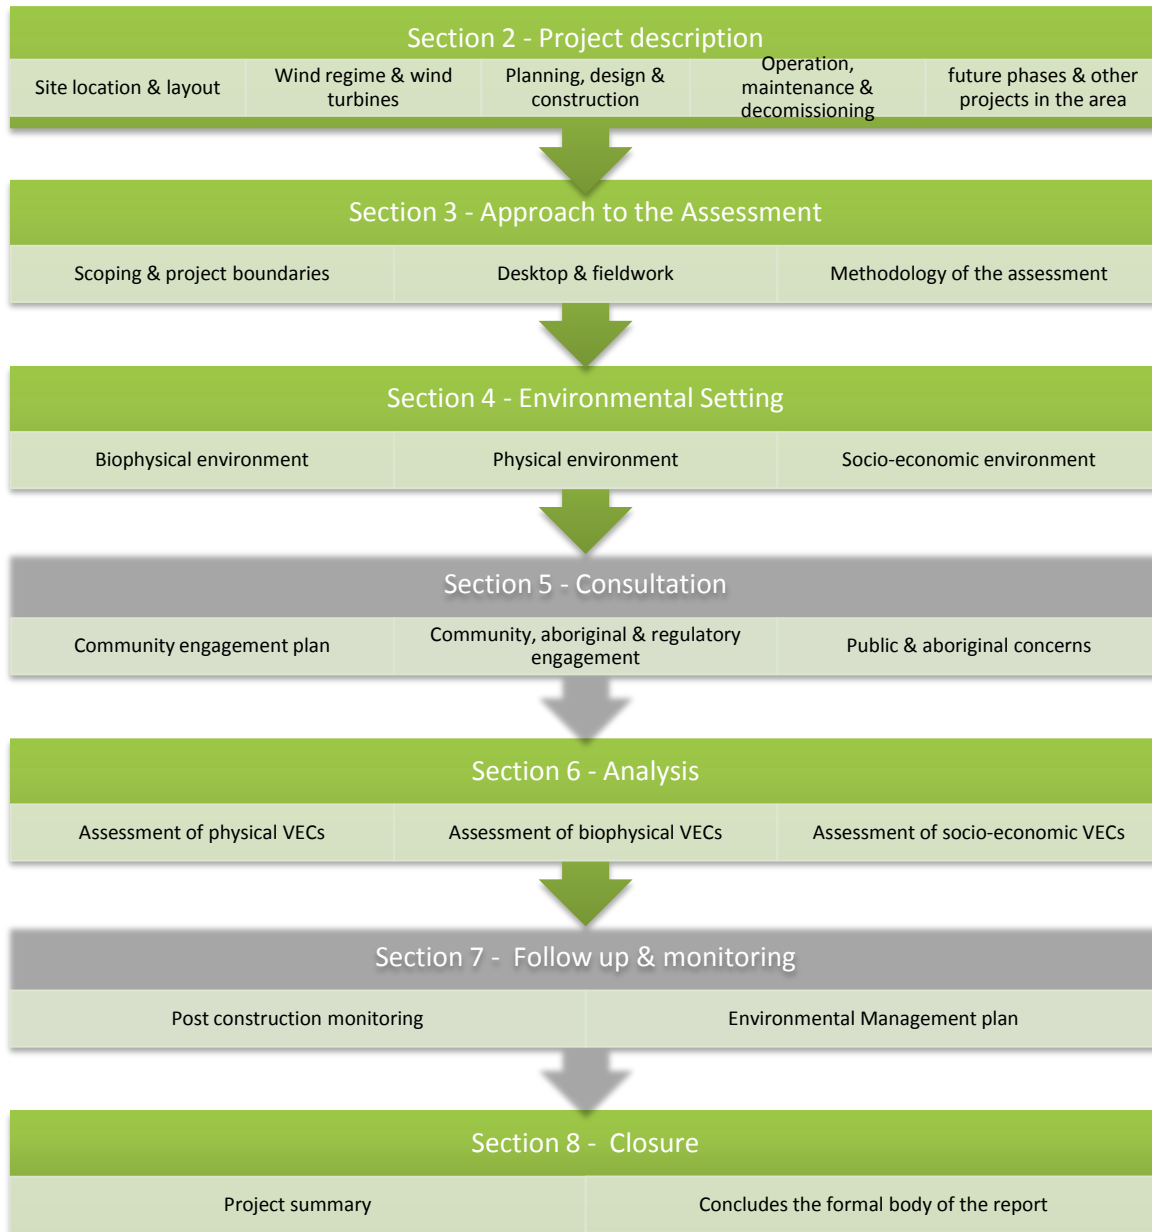 Section 2 - Project description
Site location & layout
Wind regime & wind
turbines
Planning, design &
construction
Operation,
maintenance &
decomissioning
future phases & other
projects in the area
Section 3 - Approach to the Assessment
Scoping & project boundaries
Desktop & fieldwork
Methodology of the assessment
Section 4 - Environmental Setting
Biophysical environment
Physical environment
Socio-economic environment
Section 5 - Consultation
Community engagement plan
Community, aboriginal & regulatory
engagement
Public & aboriginal concerns
Section 6 - Analysis
Assessment of physical VECs
Assessment of biophysical VECs
Assessment of socio-economic VECs
Section 7 -  Follow up & monitoring
Post construction monitoring
Environmental Management plan
Section 8 -  Closure
Project summary
Concludes the formal body of the report